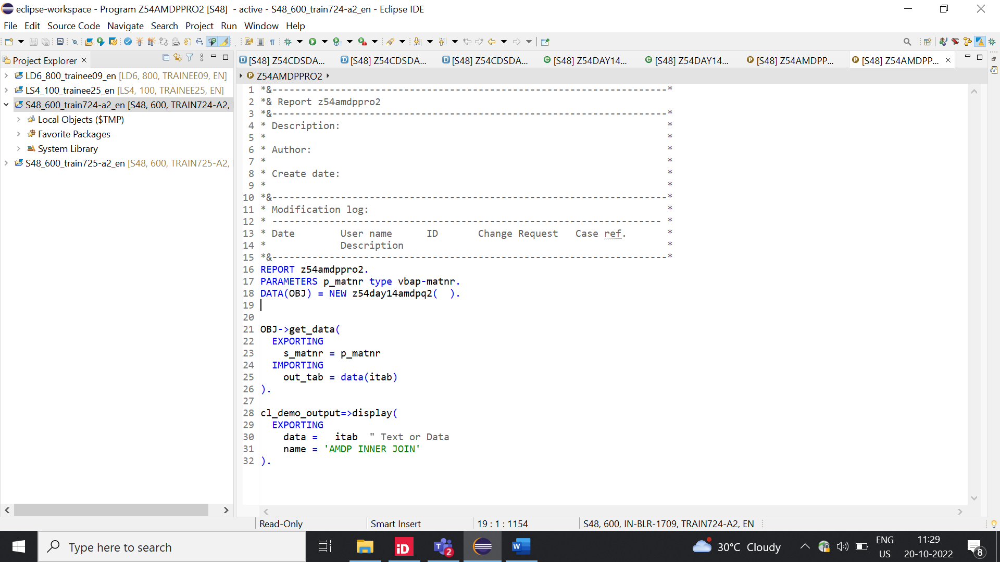 eclipse-workspace - Program Z54AMDPPRO2 [S48]  - active - S48_600_train724-a2_en - Eclipse IDE
File Edit Source Code Navigate Search Project Run Window Help
Project Explorer
[S48] Z54CDSDA...
[S48] Z54CDSDA...
[S48] Z54CDSDA...
[S48] Z54DAY14...
[S48] Z54DAY14...
[S48] Z54AMDPP...
[S48] Z54AMDPP...
LD6_800_trainee09_en [LD6, 800, TRAINEE09, EN]
LS4_100_trainee25_en [LS4, 100, TRAINEE25, EN]
S48_600_train724-a2_en [S48, 600, TRAIN724-A2,
Local Objects ($TMP)
Favorite Packages
System Library
S48_600_train725-a2_en [S48, 600, TRAIN725-A2,
Z54AMDPPRO2
1 *&---------------------------------------------------------------------*
2 *& Report z54amdppro2
3 *&---------------------------------------------------------------------*
4 * Description: *
5 * *
6 * Author: *
7 * *
8 * Create date: *
9 * *
10 *&---------------------------------------------------------------------*
11 * Modification log: *
12 * -------------------------------------------------------------------- *
13 * Date User name ID Change Request Case ref. *
14 * Description *
15 *&---------------------------------------------------------------------*
16 REPORT z54amdppro2.
17 PARAMETERS p_matnr type vbap-matnr.
18 DATA(OBJ) = NEW z54day14amdpq2(  ).
19
20
21 OBJ->get_data(
22 EXPORTING
23 s_matnr = p_matnr
24 IMPORTING
25 out_tab = data(itab)
26 ).
27
28 cl_demo_output=>display(
29 EXPORTING
30 data =   itab  " Text or Data
31 name = 'AMDP INNER JOIN'
32 ).
Read-Only
Smart Insert
19 : 1 : 1154
S48, 600, IN-BLR-1709, TRAIN724-A2, EN
Type here to search
iD
T
2
W
30°C Cloudy
ENG
US
11:29
20-10-2022
8